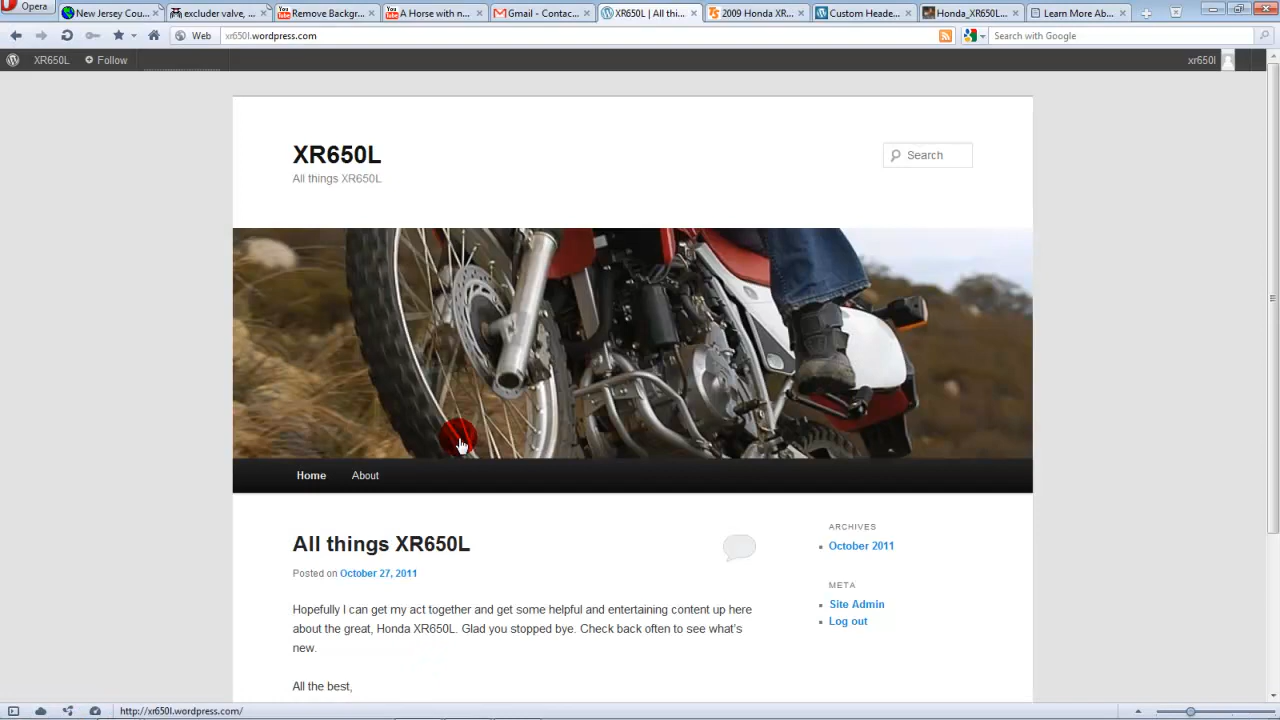 Opera
New Jersey Cou...
excluder valve, ...
Remove Backgr...
A Horse with n...
Gmail - Contac...
XR650L | All thi...
2009 Honda XR...
Custom Heade...
Honda_XR650L...
Learn More Ab...
Web
xr650l.wordpress.com
Search with Google
XR650L
Follow
xr650l
XR650L
Search
All things XR650L
Home
About
All things XR650L
Posted on October 27, 2011
Hopefully I can get my act together and get some helpful and entertaining content up here
about the great, Honda XR650L. Glad you stopped bye. Check back often to see what's
new.
All the best,
ARCHIVES
October 2011
META
Site Admin
Log out
http://xr650l.wordpress.com/